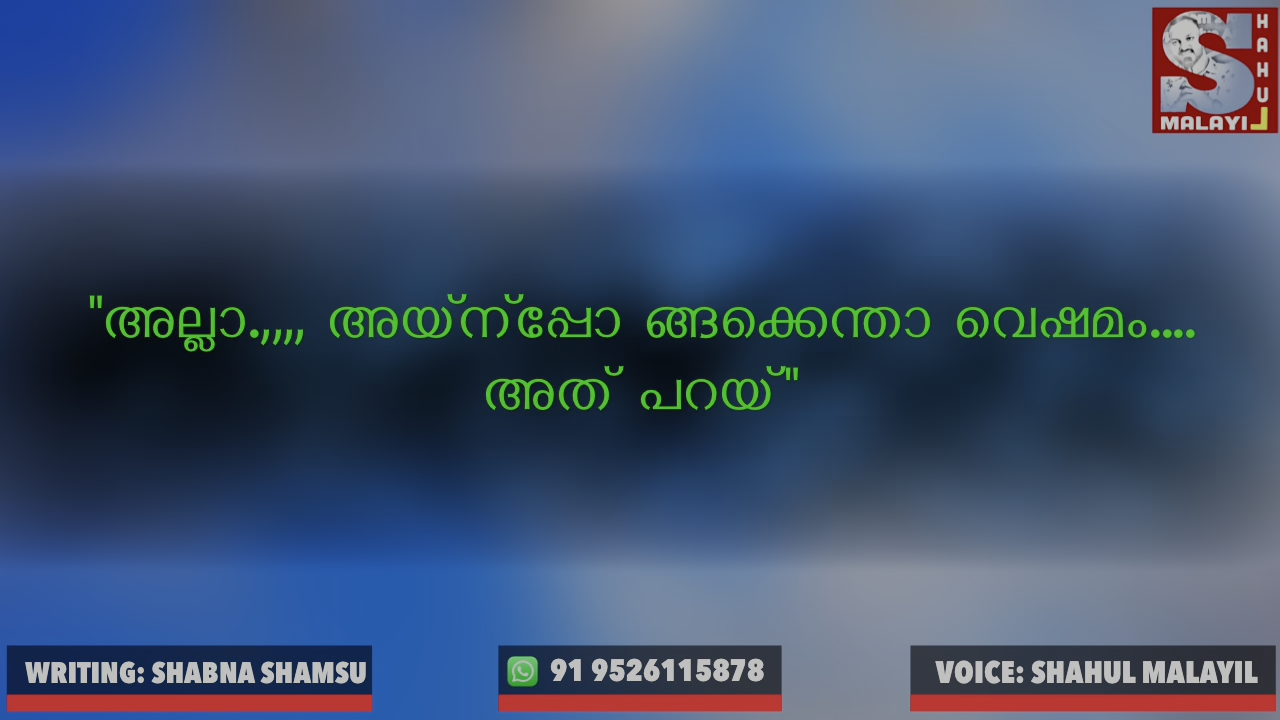 SHAHUL
MALAYIL
"അല്ലാ.,,,, അയ്ന്പ്പോ ങ്ങക്കെന്താ വെഷമം....
അത് പറയ്"
WRITING: SHABNA SHAMSU
91 9526115878
VOICE: SHAHUL MALAYIL